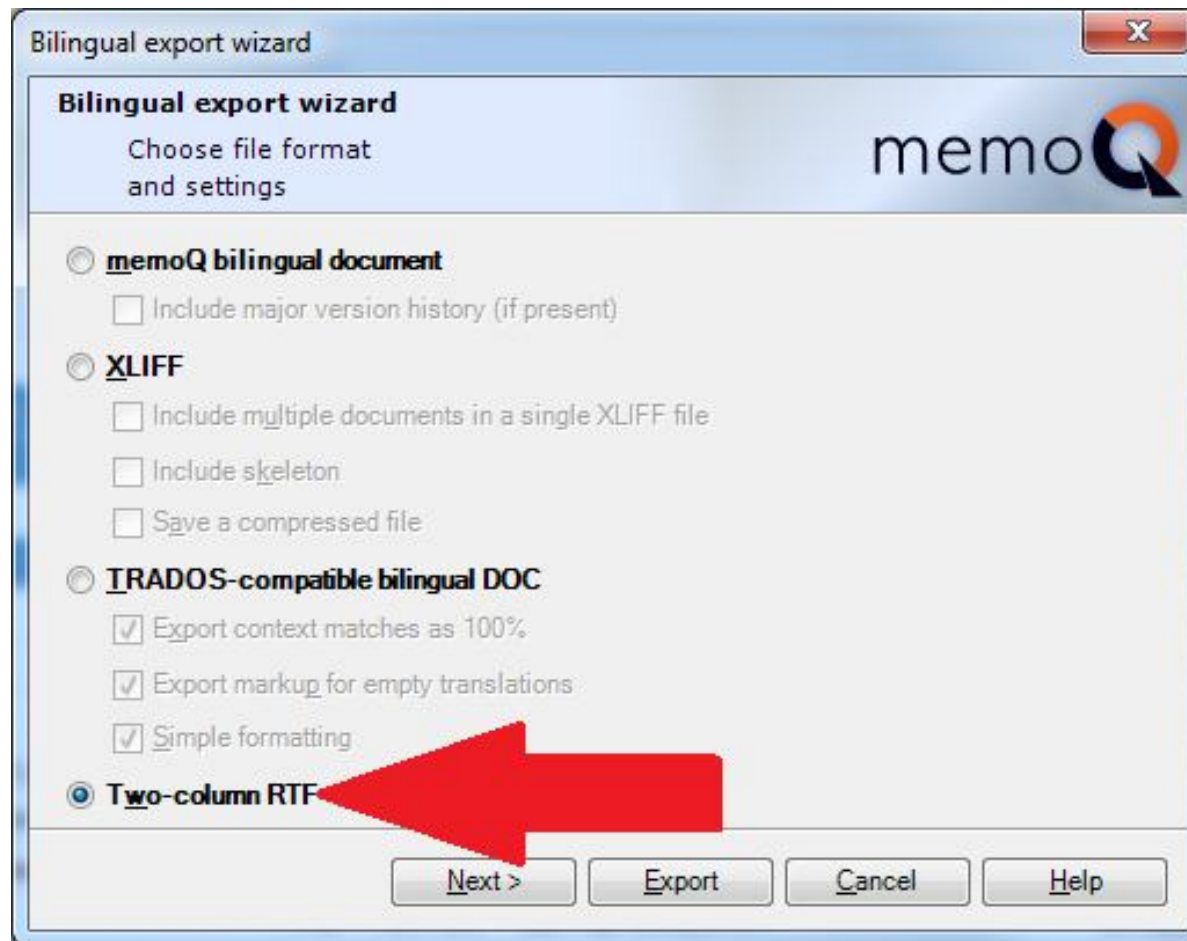 Bilingual export wizard
X
Bilingual export wizard
Choose file format
and settings
memoQ
memoQ bilingual document
Include major version history (if present)
XLIFF
Include multiple documents in a single XLIFF file
Include skeleton
Save a compressed file
TRADOS-compatible bilingual DOC
Export context matches as 100%
Export markup for empty translations
Simple formatting
Two-column RTF
Next >
Export
Cancel
Help